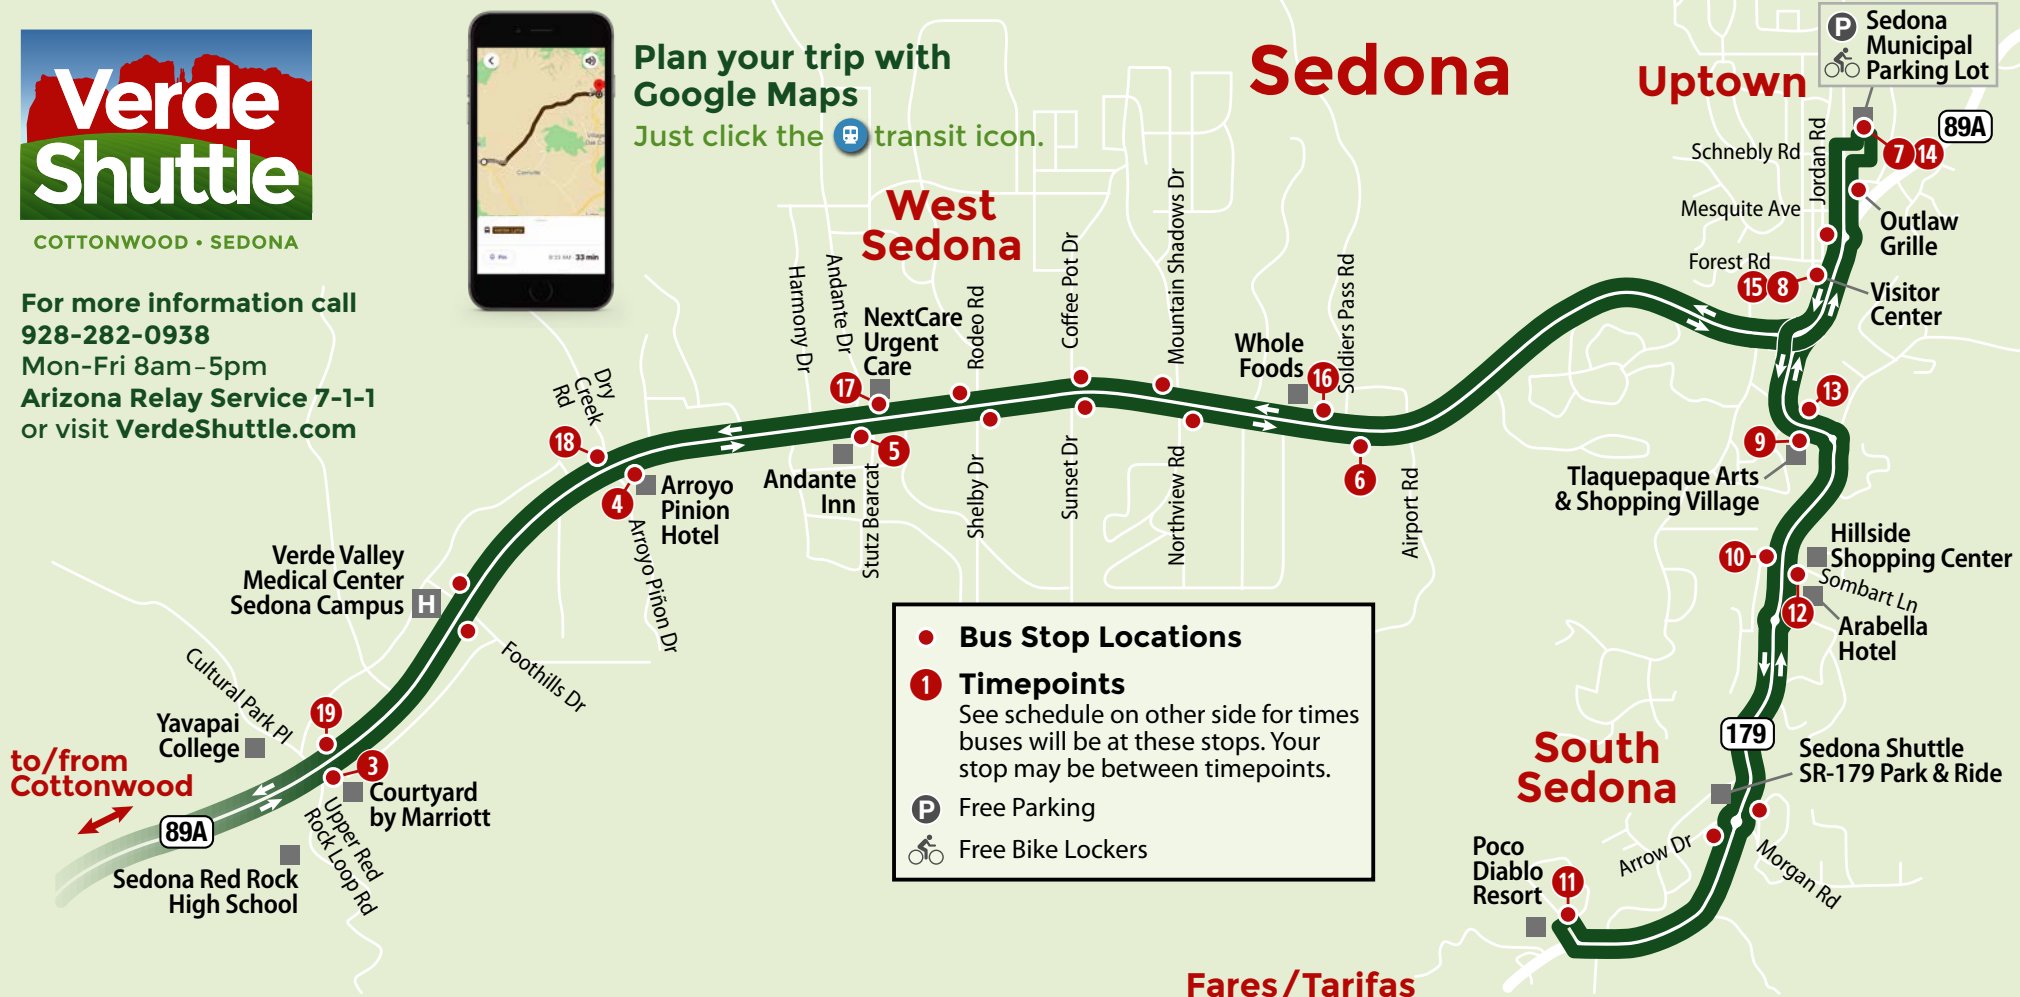 Verde
Shuttle
COTTONWOOD • SEDONA
For more information call
928-282-0938
Mon-Fri 8am–5pm
Arizona Relay Service 7-1-1
or visit VerdeShuttle.com
Plan your trip with
Google Maps
Just click the transit icon.
33 min
Sedona
Uptown
P Sedona
Municipal
Parking Lot
89A
7 14
Schnebly Rd
Jordan Rd
Mesquite Ave
Outlaw
Grille
Forest Rd
15 8
Visitor
Center
West
Sedona
Harmony Dr
Andante Dr
NextCare
Urgent
Care
17
Rodeo Rd
Coffee Pot Dr
Mountain Shadows Dr
Whole
Foods
16
Soldiers Pass Rd
Dry
Creek
Rd
18
4
Arroyo
Pinion
Hotel
Arroyo Piñon Dr
Andante
Inn
5
Stutz Bearcat
Shelby Dr
Sunset Dr
Northview Rd
6
Airport Rd
13
9
Tlaquepaque Arts
& Shopping Village
10
Hillside
Shopping Center
Sombart Ln
12
Arabella
Hotel
Verde Valley
Medical Center
Sedona Campus
H
Foothills Dr
Cultural Park Pl
Yavapai
College
19
3
Courtyard
by Marriott
to/from
Cottonwood
89A
Upper Red
Rock Loop Rd
Sedona Red Rock
High School
Bus Stop Locations
1 Timepoints
See schedule on other side for times
buses will be at these stops. Your
stop may be between timepoints.
P Free Parking
Free Bike Lockers
179
South
Sedona
Sedona Shuttle
SR-179 Park & Ride
Arrow Dr
Morgan Rd
Poco
Diablo
Resort
11
Fares/Tarifas